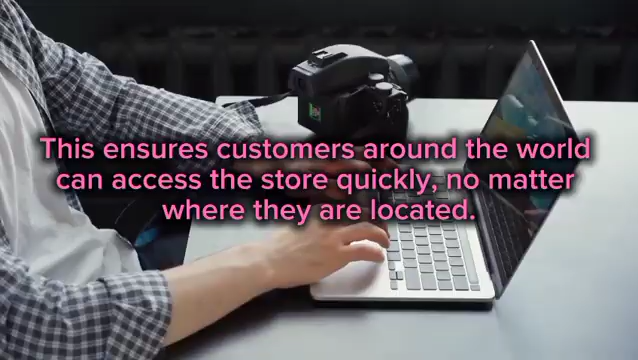 This ensures customers around the world
can access the store quickly, no matter
where they are located.